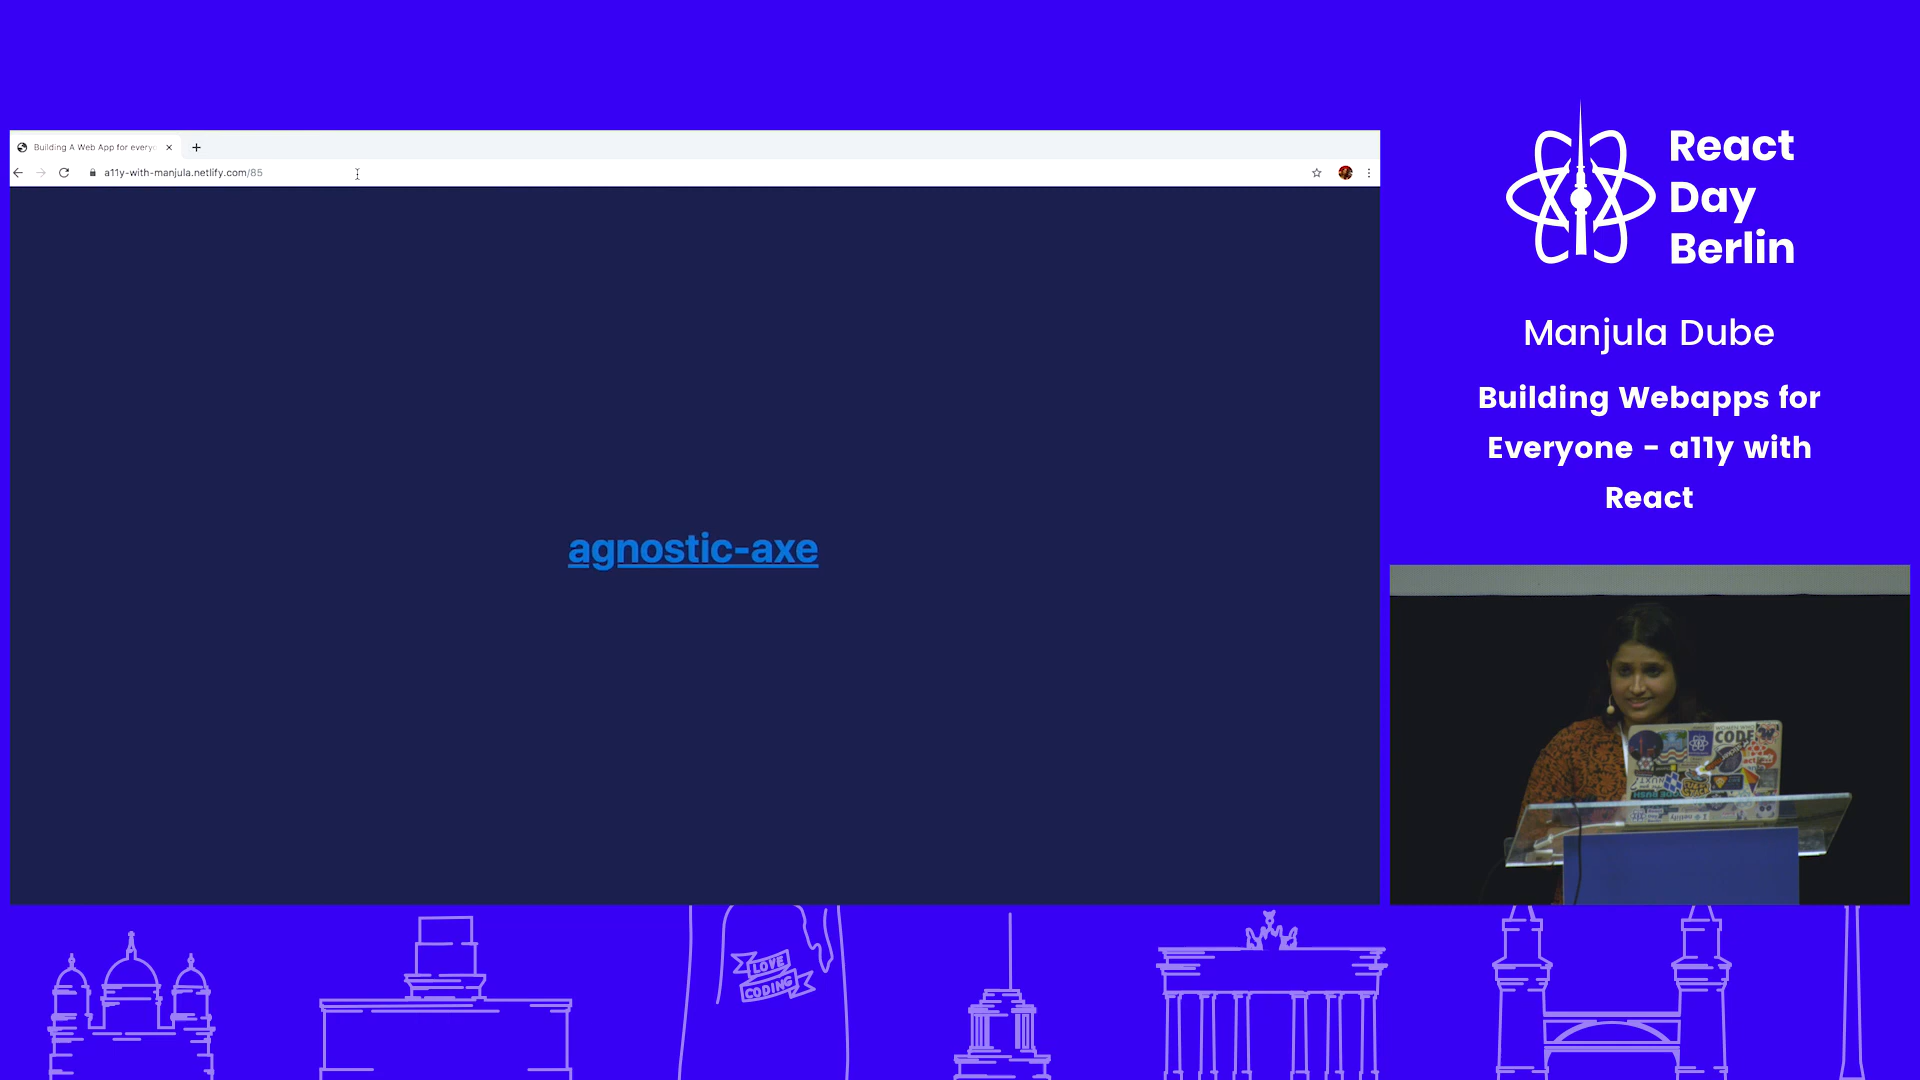 Building A Web App for everyo
a11y-with-manjula.netlify.com/85
agnostic-axe
React
Day
Berlin
Manjula Dube
Building Webapps for
Everyone - a11y with
React
CODE
LOVE
CODING